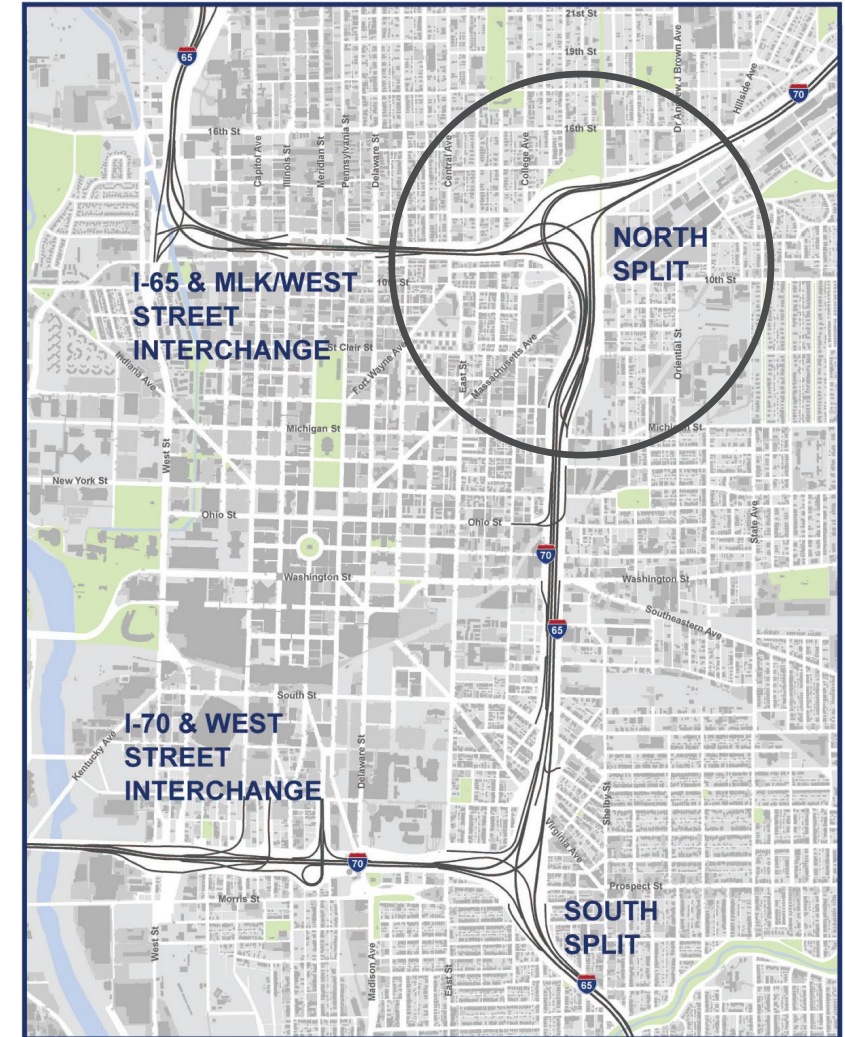 21st St
19th St
Dr Andrew J Brown Ave
Hillside Ave
65
70
16th St
16th St
Capitol Ave
Illinois St
Meridian St
Pennsylvania St
Delaware St
Central Ave
College Ave
NORTH
SPLIT
10th St
10th St
I-65 & MLK/WEST
STREET
INTERCHANGE
St Clair St
Fort Wayne Ave
East St
Massachusetts Ave
Oriential St
Indiana Ave
Michigan St
Michigan St
West St
New York St
Ohio St
Ohio St
State Ave
70
Washington St
Washington St
65
Southeastern Ave
South St
I-70 & WEST
STREET
INTERCHANGE
Kentucky Ave
Delaware St
Shelby St
Virginia Ave
70
Morris St
Prospect St
SOUTH
SPLIT
West St
Madison Ave
East St
65